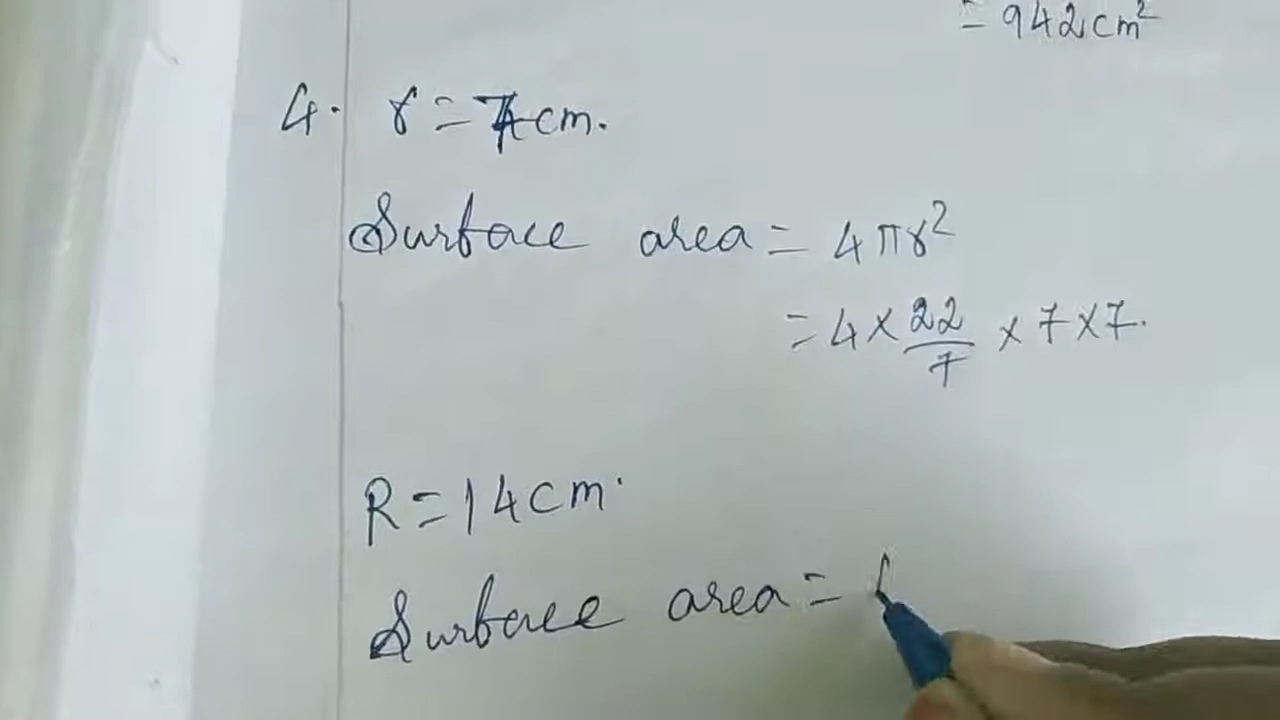 = 942 cm²
4. r = 7 cm.
Surface area = 4πr²
= 4 × 22/7 × 7 × 7.
R = 14 cm.
Surface area =